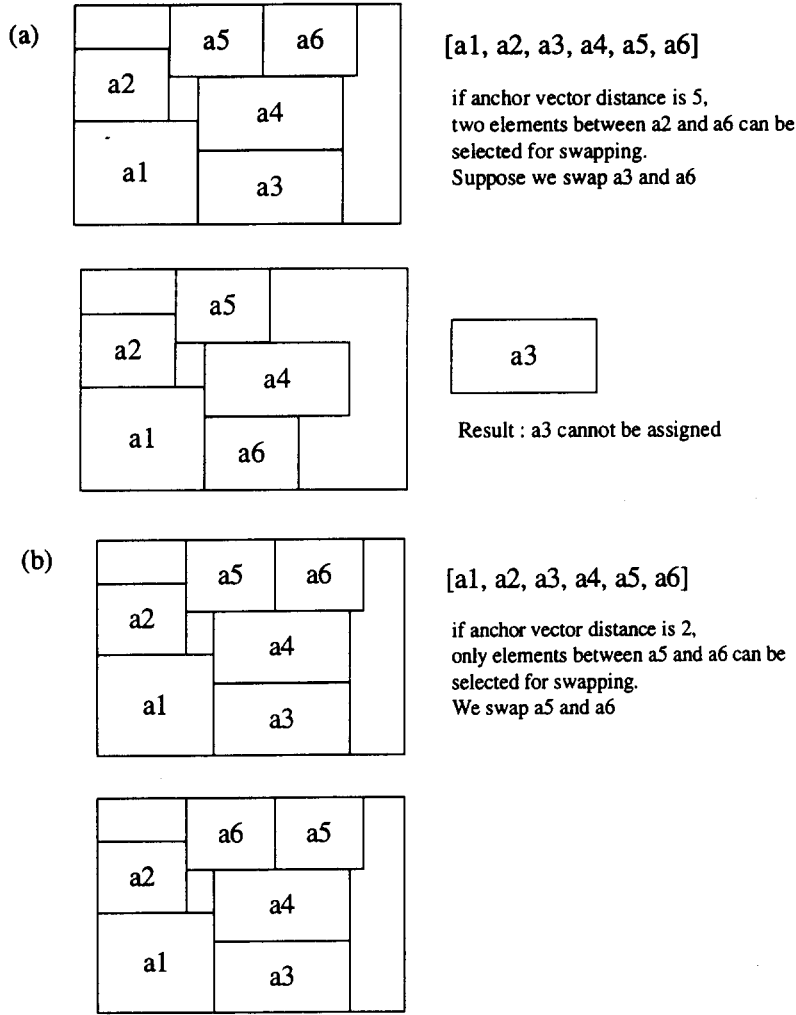 (a)
a5 a6
a2
a4
a1
a3
[a1, a2, a3, a4, a5, a6]
if anchor vector distance is 5,
two elements between a2 and a6 can be
selected for swapping.
Suppose we swap a3 and a6
a5
a2
a4
a1
a6
a3
Result : a3 cannot be assigned
(b)
a5 a6
a2
a4
a1
a3
[a1, a2, a3, a4, a5, a6]
if anchor vector distance is 2,
only elements between a5 and a6 can be
selected for swapping.
We swap a5 and a6
a6 a5
a2
a4
a1
a3